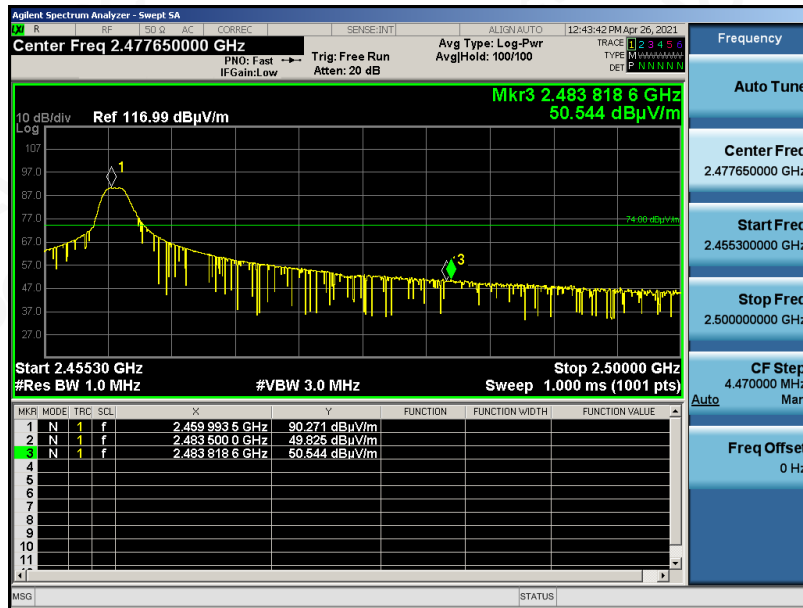 Agilent Spectrum Analyzer - Swept SA
LXI R RF 50 Ω AC CORREC SENSE:INT ALIGN AUTO 12:43:42 PM Apr 26, 2021
Center Freq 2.477650000 GHz
PNO: Fast
IFGain:Low
Trig: Free Run
Atten: 20 dB
Avg Type: Log-Pwr
Avg|Hold: 100/100
TRACE 1 2 3 4 5 6
TYPE M
DET P N N N N N
Mkr3 2.483 818 6 GHz
50.544 dBµV/m
10 dB/div Ref 116.99 dBµV/m
Log
107
97.0
87.0
77.0
67.0
57.0
47.0
37.0
27.0
1
74.00 dBµV/m
3
Start 2.45530 GHz Stop 2.50000 GHz
#Res BW 1.0 MHz #VBW 3.0 MHz Sweep 1.000 ms (1001 pts)
MKR MODE TRC SCL X Y FUNCTION FUNCTION WIDTH FUNCTION VALUE
1 N 1 f 2.459 993 5 GHz 90.271 dBµV/m
2 N 1 f 2.483 500 0 GHz 49.825 dBµV/m
3 N 1 f 2.483 818 6 GHz 50.544 dBµV/m
4
5
6
7
8
9
10
11
MSG STATUS
Frequency
Auto Tune
Center Freq
2.477650000 GHz
Start Freq
2.455300000 GHz
Stop Freq
2.500000000 GHz
CF Step
4.470000 MHz
Auto Man
Freq Offset
0 Hz